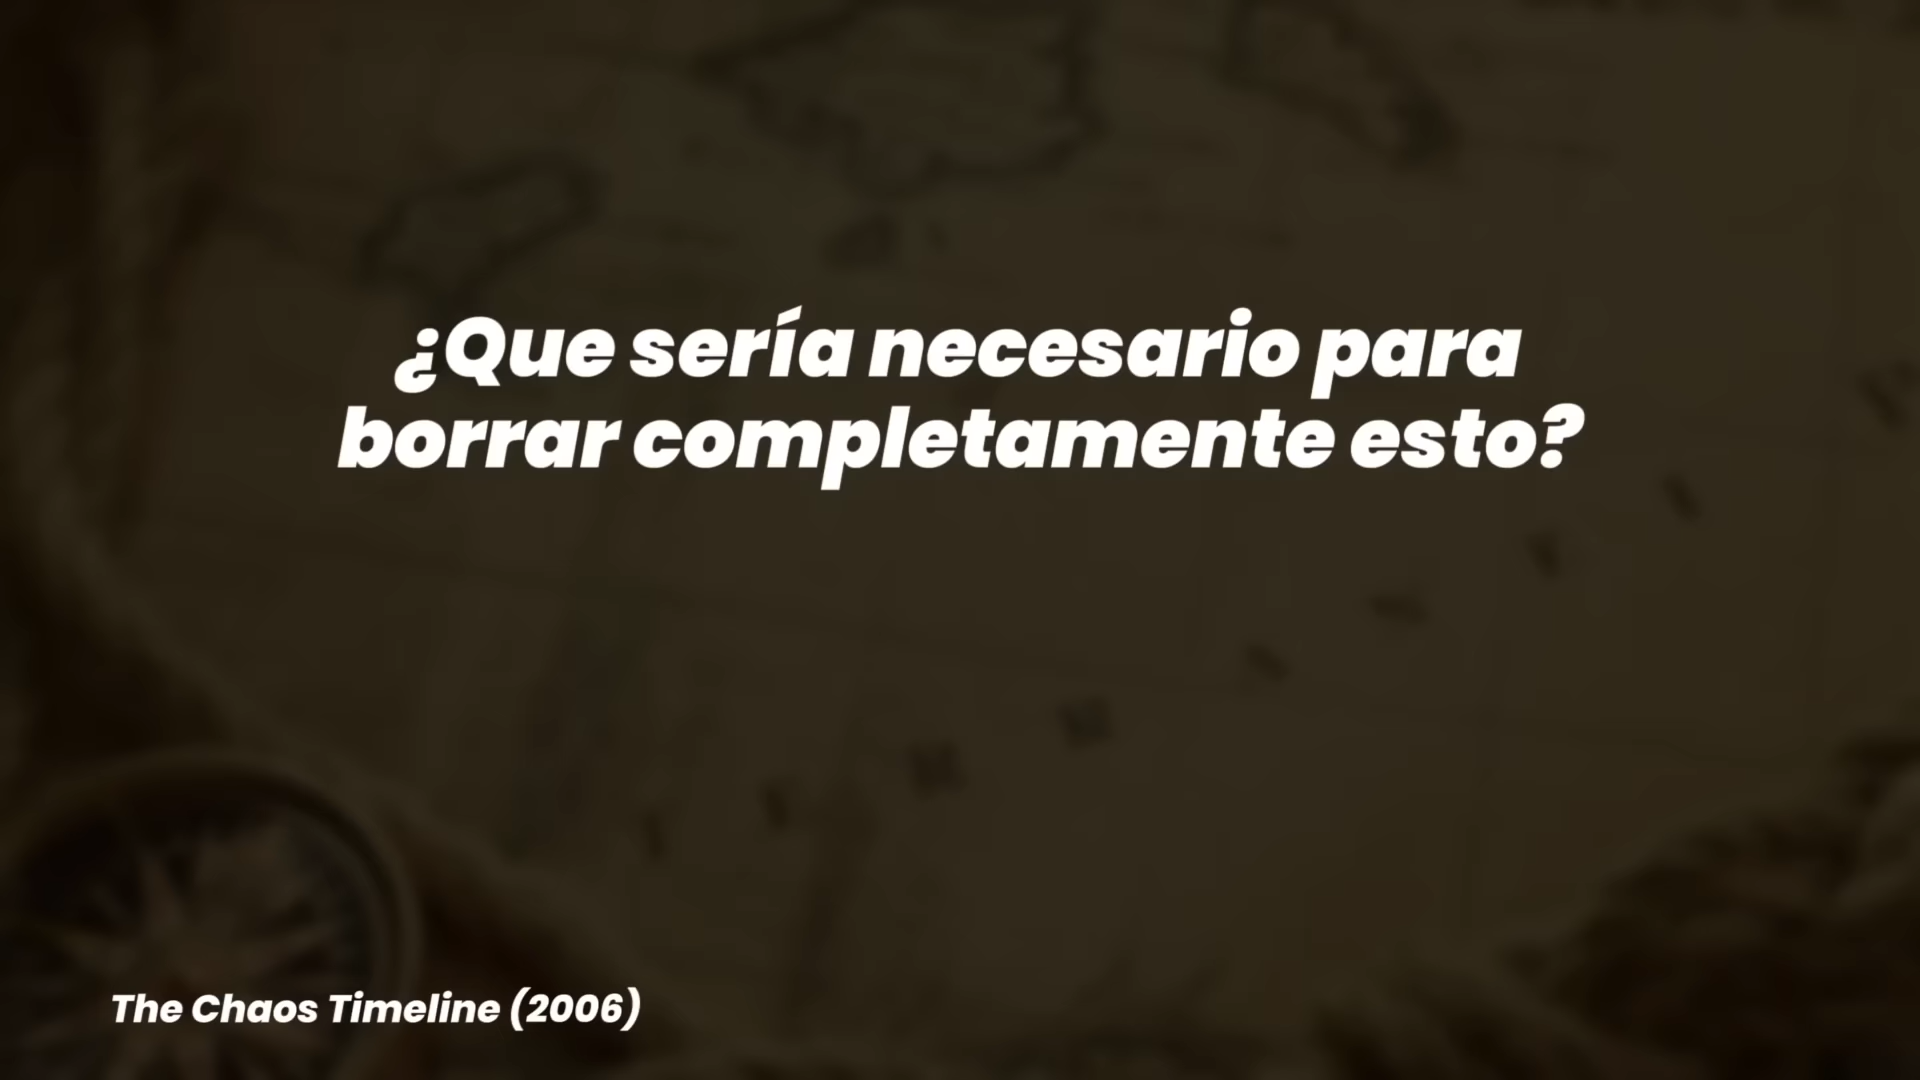 ¿Que sería necesario para
borrar completamente esto?
The Chaos Timeline (2006)